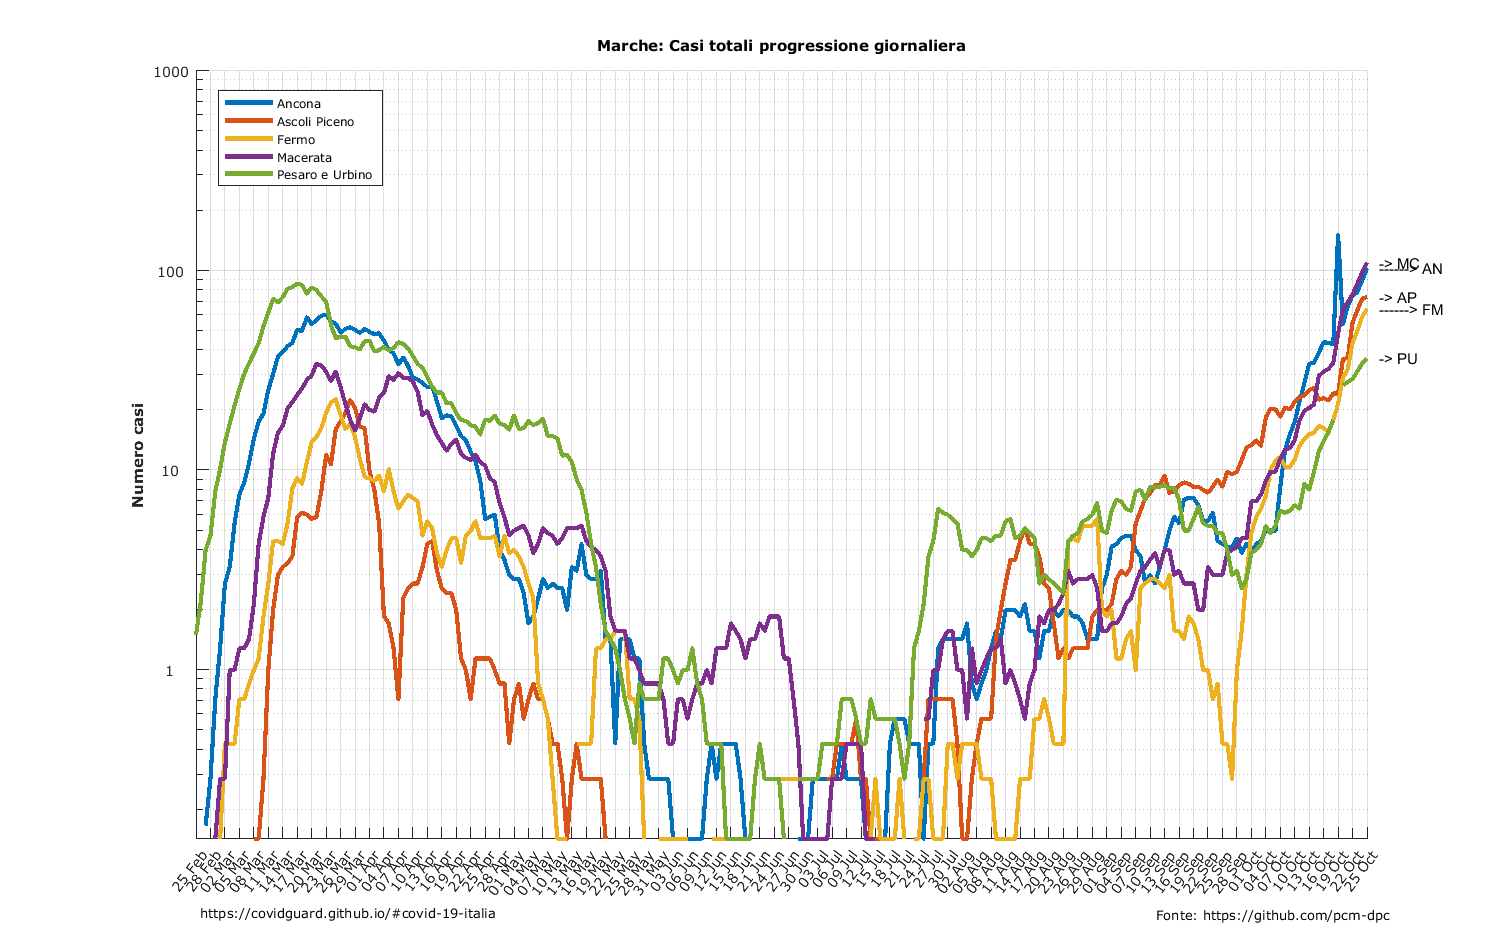 Marche: Casi totali progressione giornaliera
1000
100
10
1
Numero casi
Ancona
Ascoli Piceno
Fermo
Macerata
Pesaro e Urbino
-> MC
------> AN
-> AP
------> FM
-> PU
25 Feb
28 Feb
02 Mar
05 Mar
08 Mar
11 Mar
14 Mar
17 Mar
20 Mar
23 Mar
26 Mar
29 Mar
01 Apr
04 Apr
07 Apr
10 Apr
13 Apr
16 Apr
19 Apr
22 Apr
25 Apr
28 Apr
01 May
04 May
07 May
10 May
13 May
16 May
19 May
22 May
25 May
28 May
31 May
03 Jun
06 Jun
09 Jun
12 Jun
15 Jun
18 Jun
21 Jun
24 Jun
27 Jun
30 Jun
03 Jul
06 Jul
09 Jul
12 Jul
15 Jul
18 Jul
21 Jul
24 Jul
27 Jul
30 Jul
02 Aug
05 Aug
08 Aug
11 Aug
14 Aug
17 Aug
20 Aug
23 Aug
26 Aug
29 Aug
01 Sep
04 Sep
07 Sep
10 Sep
13 Sep
16 Sep
19 Sep
22 Sep
25 Sep
28 Sep
01 Oct
04 Oct
07 Oct
10 Oct
13 Oct
16 Oct
19 Oct
22 Oct
25 Oct
https://covidguard.github.io/#covid-19-italia
Fonte: https://github.com/pcm-dpc